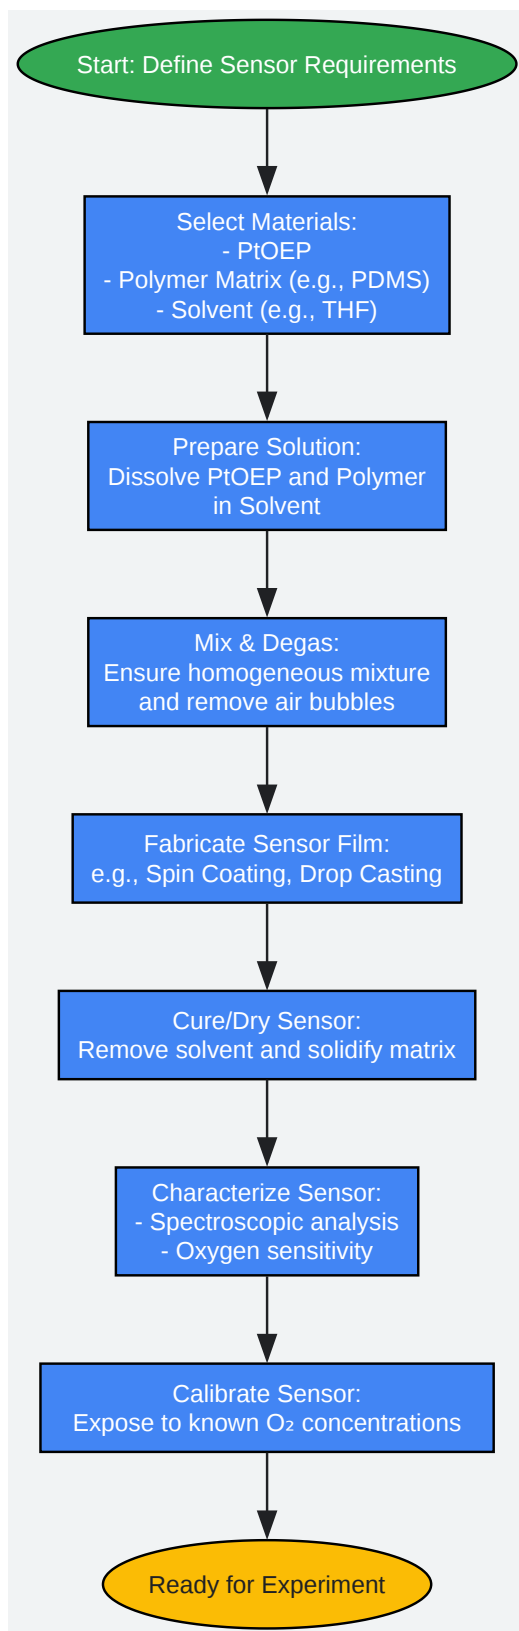 Start: Define Sensor Requirements
Select Materials:
- PtOEP
- Polymer Matrix (e.g., PDMS)
- Solvent (e.g., THF)
Prepare Solution:
Dissolve PtOEP and Polymer
in Solvent
Mix & Degas:
Ensure homogeneous mixture
and remove air bubbles
Fabricate Sensor Film:
e.g., Spin Coating, Drop Casting
Cure/Dry Sensor:
Remove solvent and solidify matrix
Characterize Sensor:
- Spectroscopic analysis
- Oxygen sensitivity
Calibrate Sensor:
Expose to known O₂ concentrations
Ready for Experiment